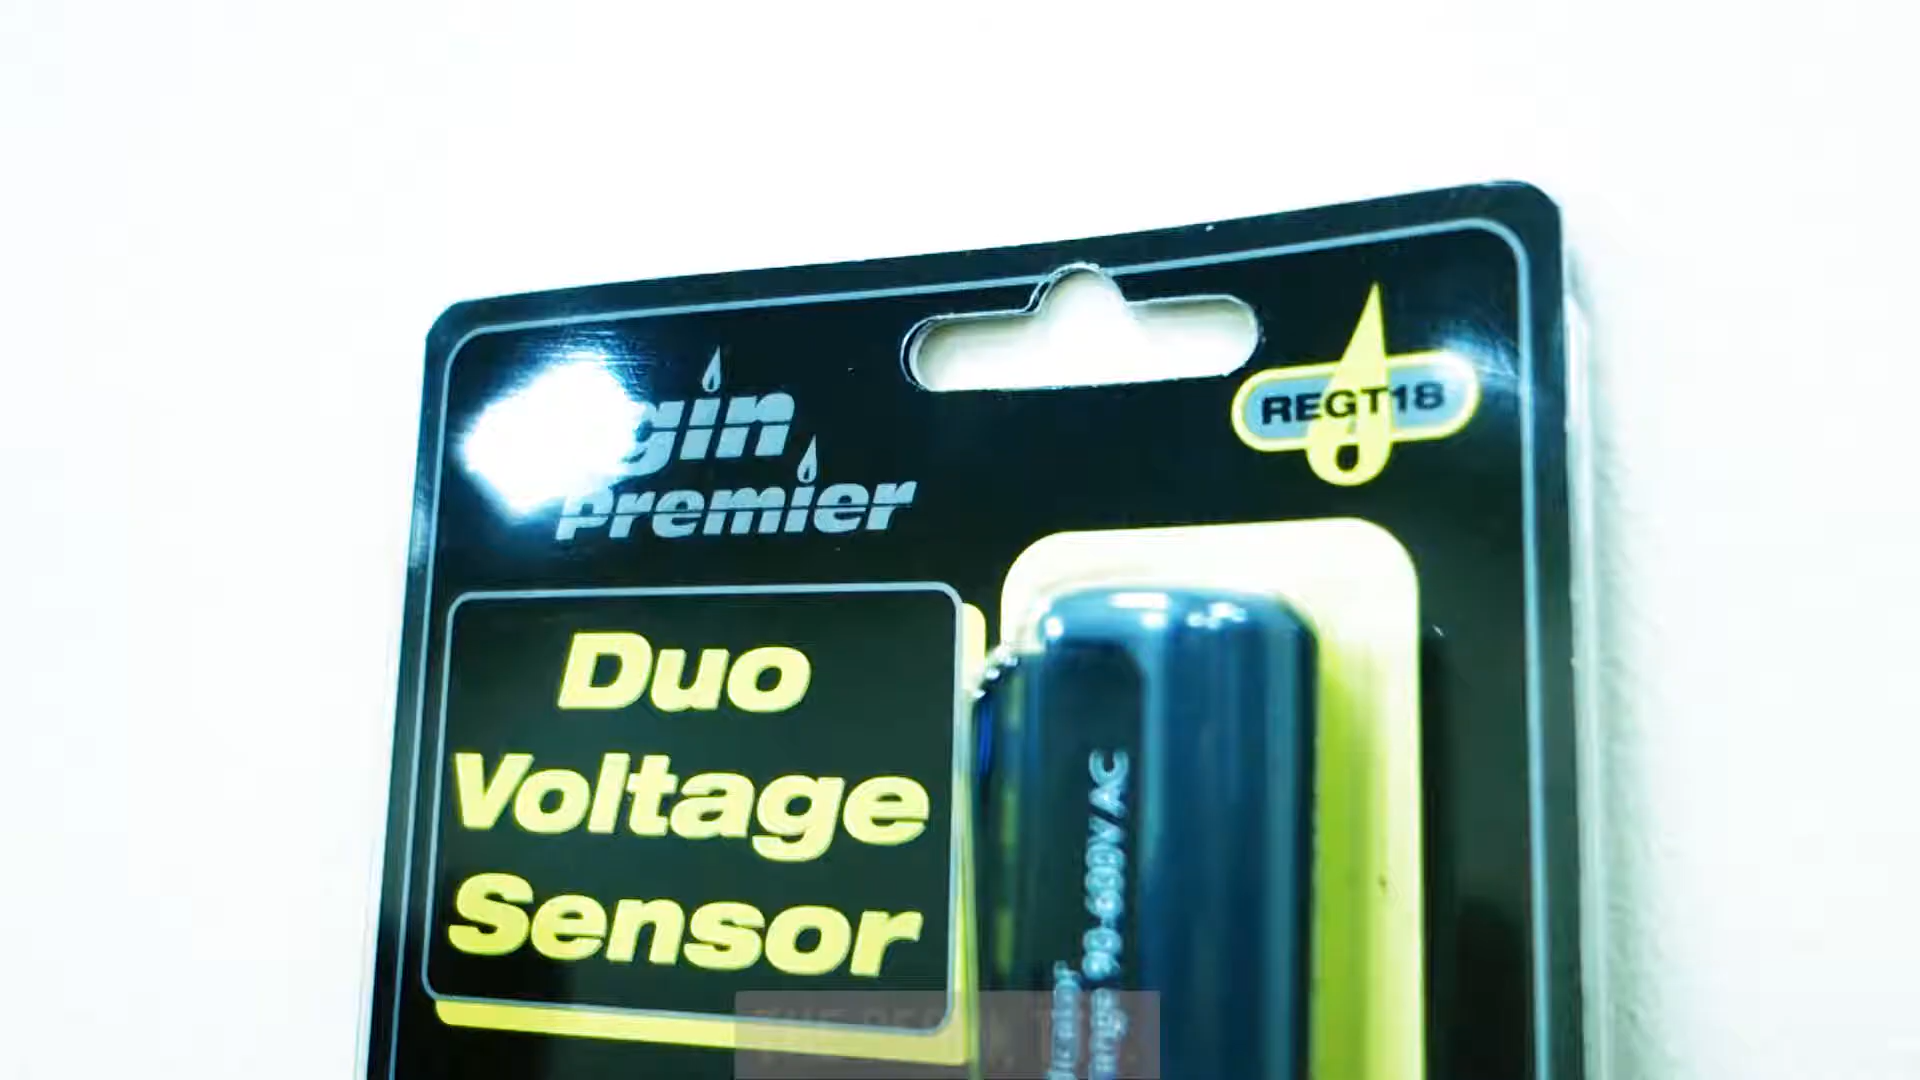 gin
Premier
REGT18
Duo
Voltage
Sensor
90-600V AC